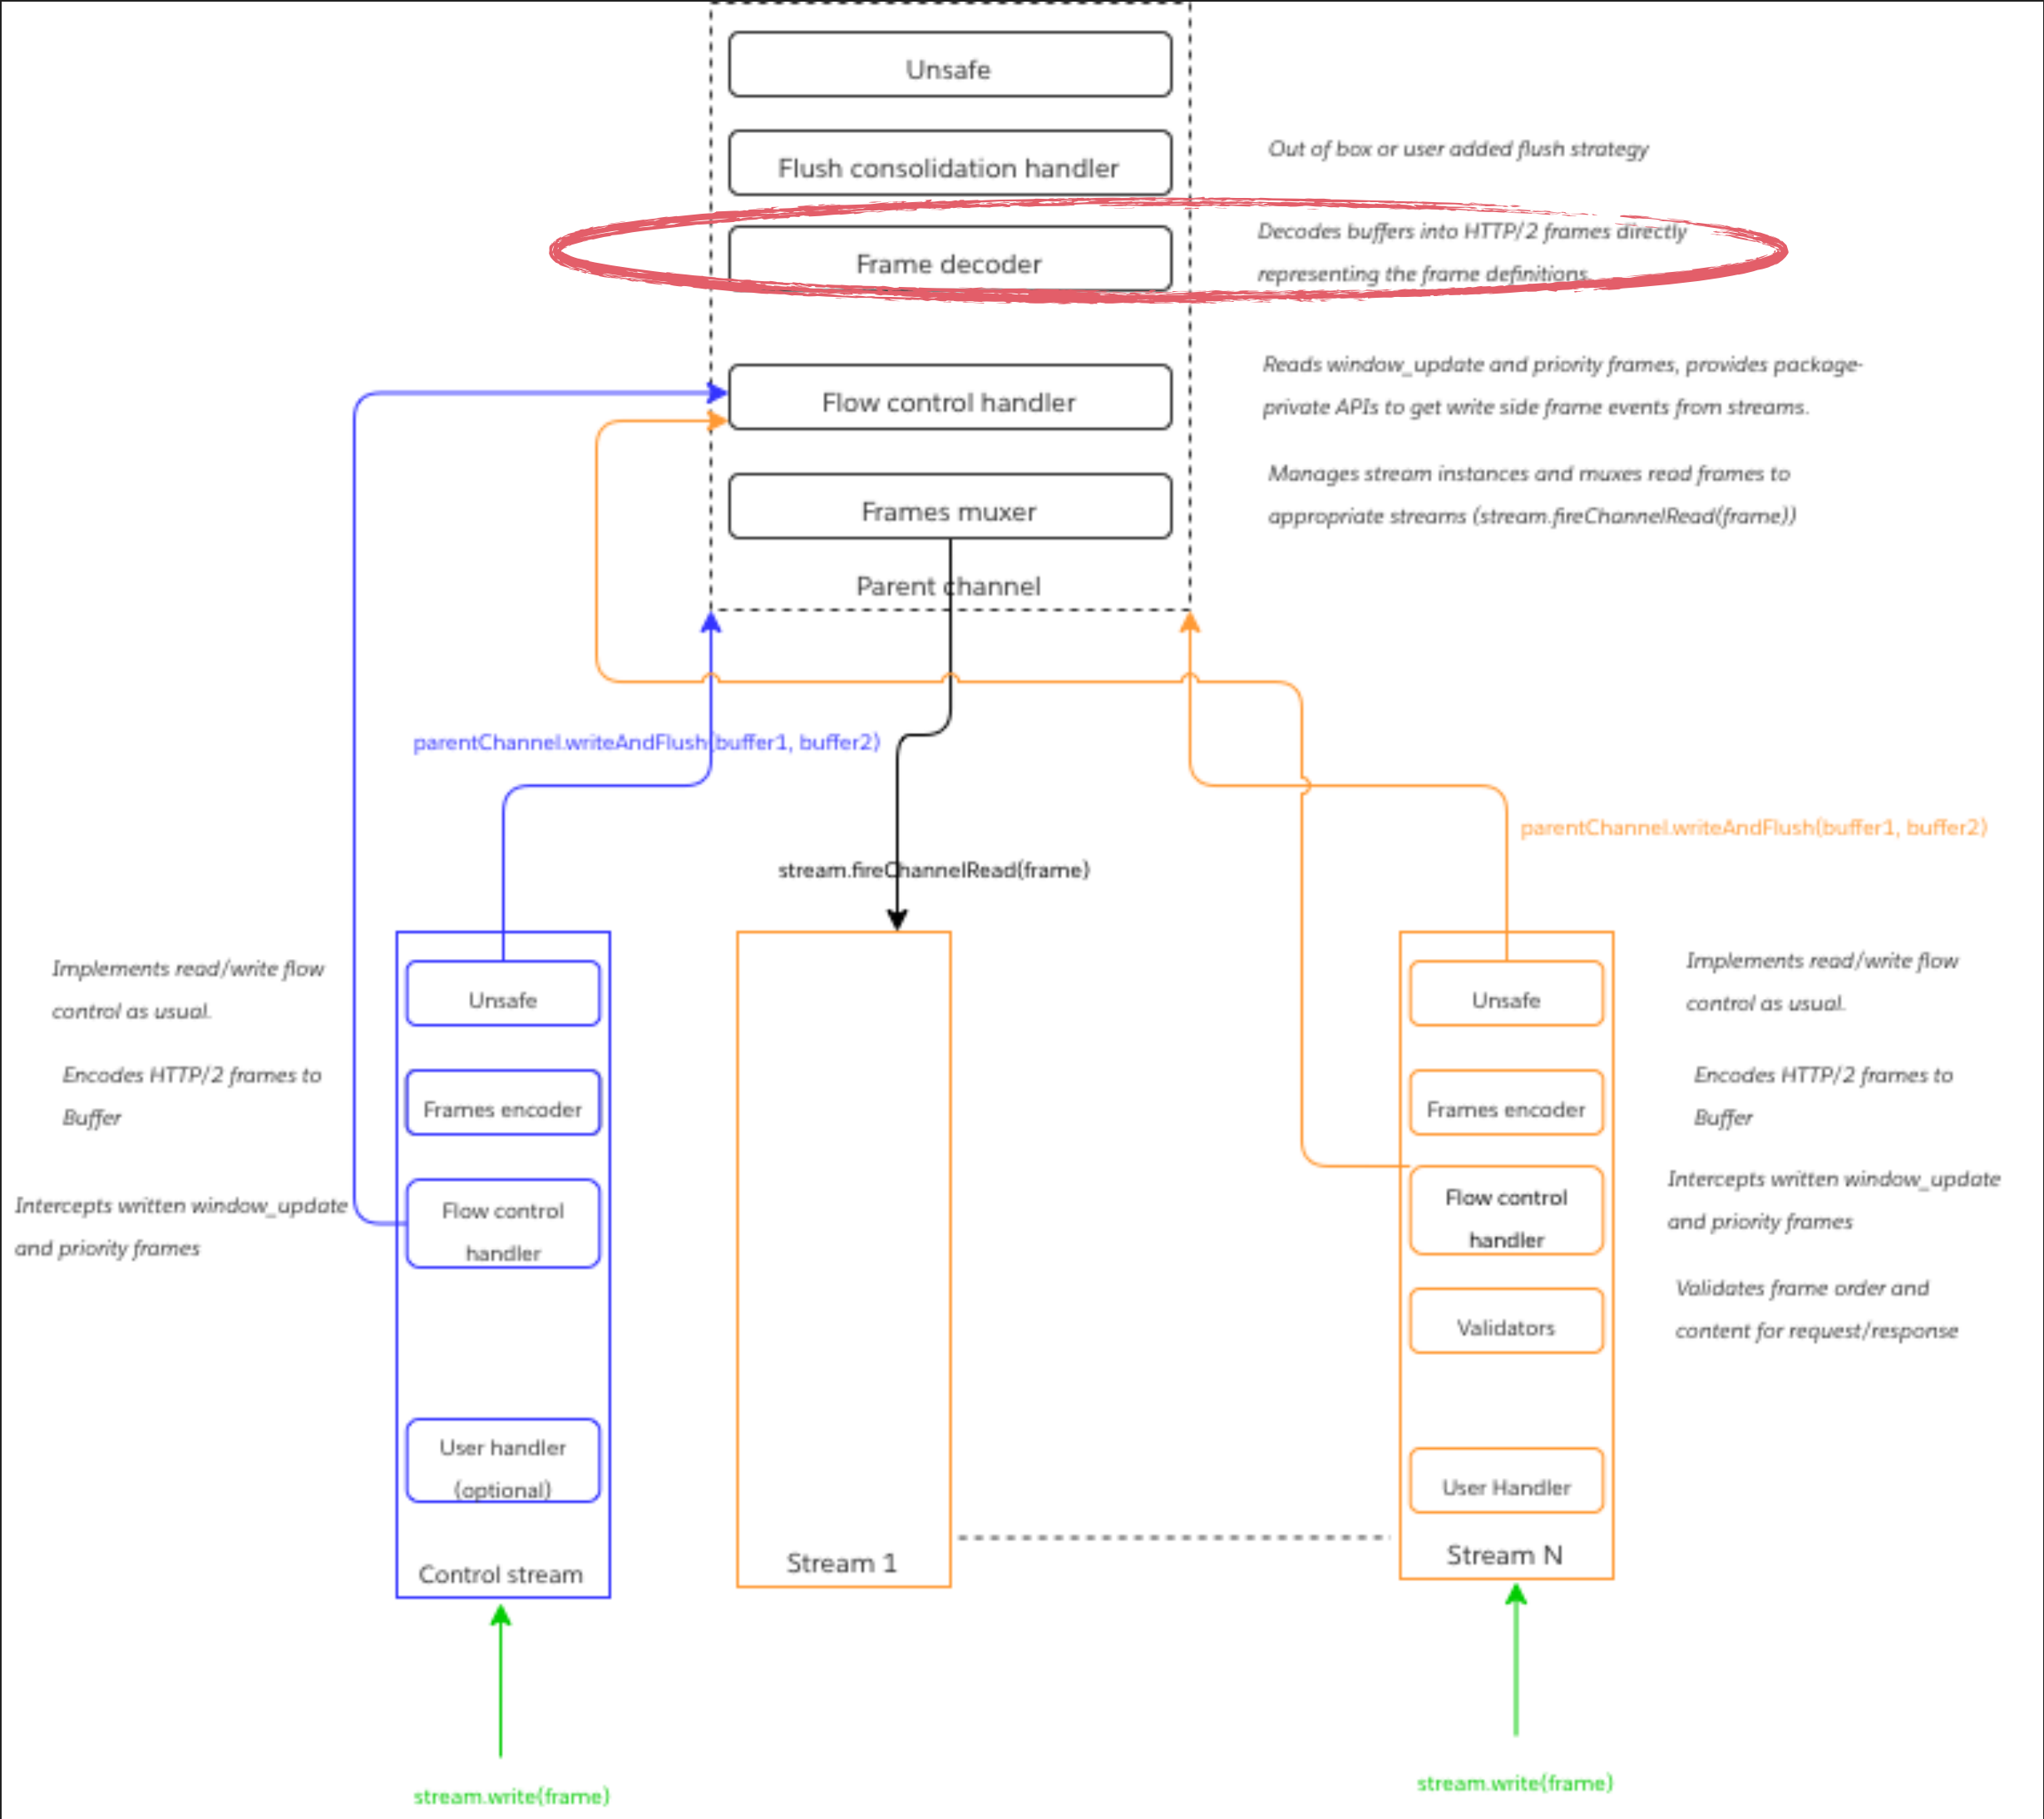 Unsafe
Flush consolidation handler
Out of box or user added flush strategy
Frame decoder
Decodes buffers into HTTP/2 frames directly
representing the frame definitions.
Flow control handler
Reads window_update and priority frames, provides package-
private APIs to get write side frame events from streams.
Frames muxer
Manages stream instances and muxes read frames to
appropriate streams (stream.fireChannelRead(frame))
Parent channel
parentChannel.writeAndFlush(buffer1, buffer2)
parentChannel.writeAndFlush(buffer1, buffer2)
stream.fireChannelRead(frame)
Implements read/write flow
control as usual.
Encodes HTTP/2 frames to
Buffer
Intercepts written window_update
and priority frames
Unsafe
Frames encoder
Flow control
handler
User handler
(optional)
Control stream
stream.write(frame)
Stream 1
Unsafe
Frames encoder
Flow control
handler
Validators
User Handler
Stream N
stream.write(frame)
Implements read/write flow
control as usual.
Encodes HTTP/2 frames to
Buffer
Intercepts written window_update
and priority frames
Validates frame order and
content for request/response